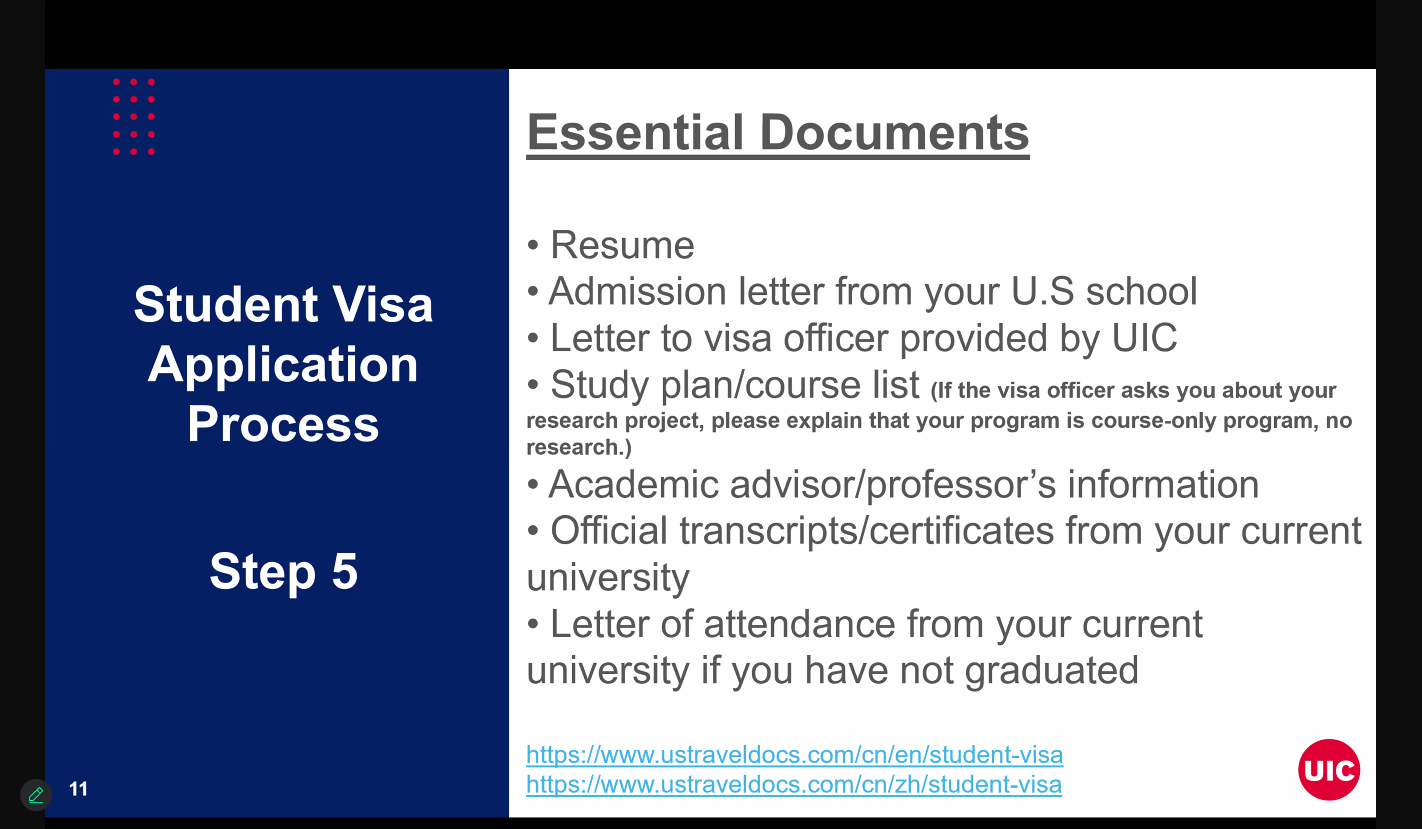 Student Visa
Application
Process
Step 5
11
Essential Documents
• Resume
• Admission letter from your U.S school
• Letter to visa officer provided by UIC
• Study plan/course list (If the visa officer asks you about your
research project, please explain that your program is course-only program, no
research.)
• Academic advisor/professor’s information
• Official transcripts/certificates from your current
university
• Letter of attendance from your current
university if you have not graduated
https://www.ustraveldocs.com/cn/en/student-visa
https://www.ustraveldocs.com/cn/zh/student-visa
UIC